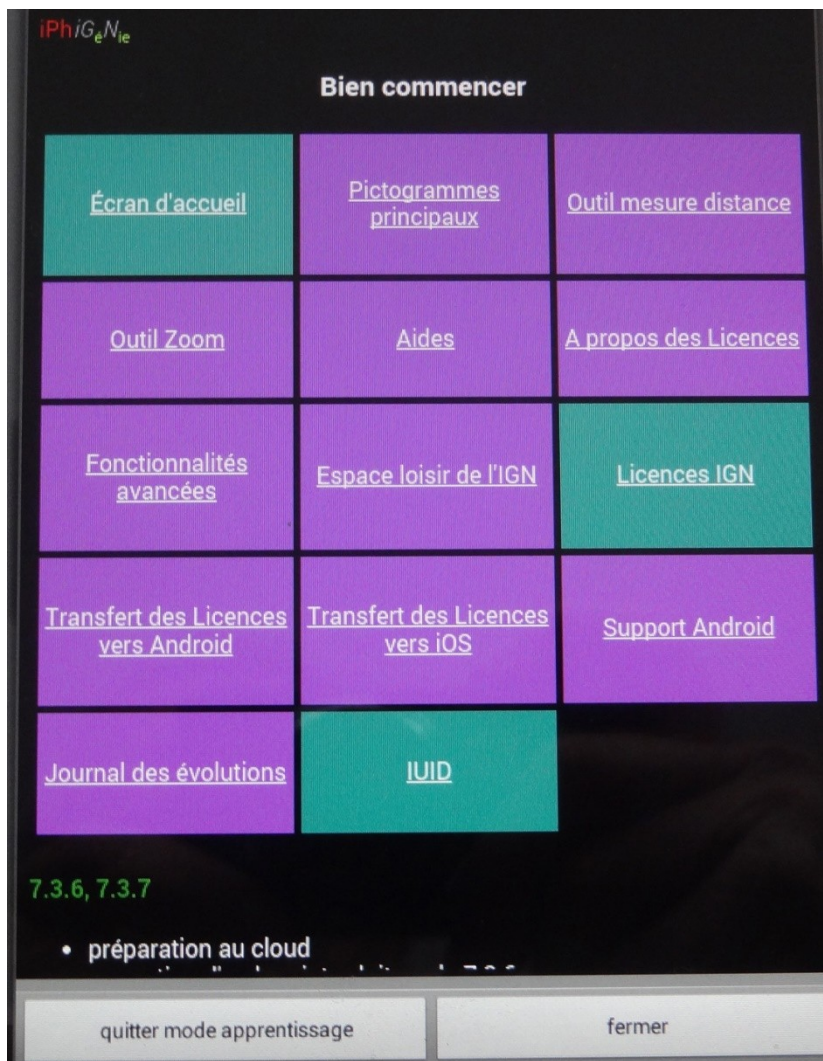 iPhiGéNie
Bien commencer
Écran d'accueil
Pictogrammes
principaux
Outil mesure distance
Outil Zoom
Aides
A propos des Licences
Fonctionnalités
avancées
Espace loisir de l'IGN
Licences IGN
Transfert des Licences
vers Android
Transfert des Licences
vers iOS
Support Android
Journal des évolutions
IUID
7.3.6, 7.3.7
• préparation au cloud
quitter mode apprentissage
fermer